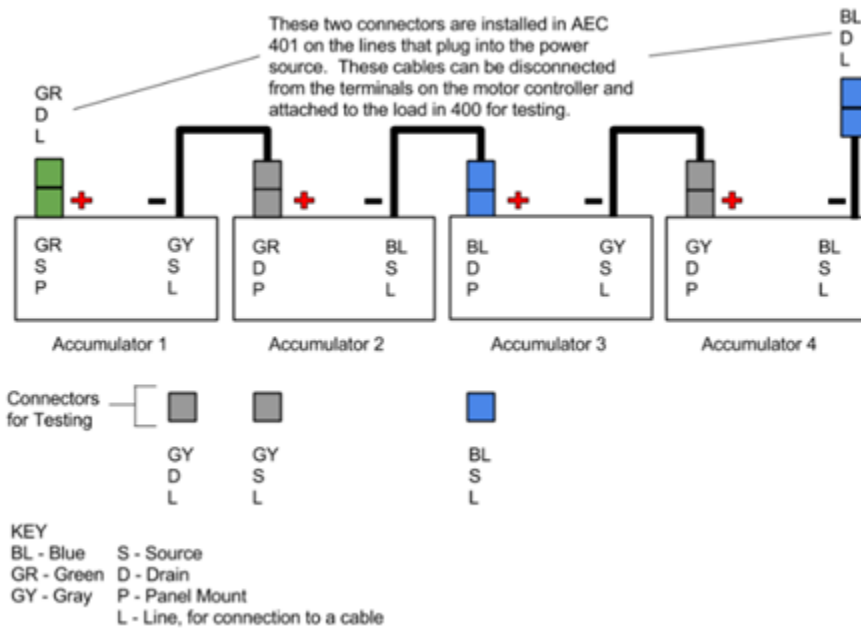 These two connectors are installed in AEC
401 on the lines that plug into the power
source. These cables can be disconnected
from the terminals on the motor controller and
attached to the load in 400 for testing.
BL
D
L
GR
D
L
+
-
+
-
+
-
+
-
GR
S
P
GY
S
L
GR
D
P
BL
S
L
BL
D
P
GY
S
L
GY
D
P
BL
S
L
Accumulator 1
Accumulator 2
Accumulator 3
Accumulator 4
Connectors
for Testing
GY
D
L
GY
S
L
BL
S
L
KEY
BL - Blue S - Source
GR - Green D - Drain
GY - Gray P - Panel Mount
L - Line, for connection to a cable